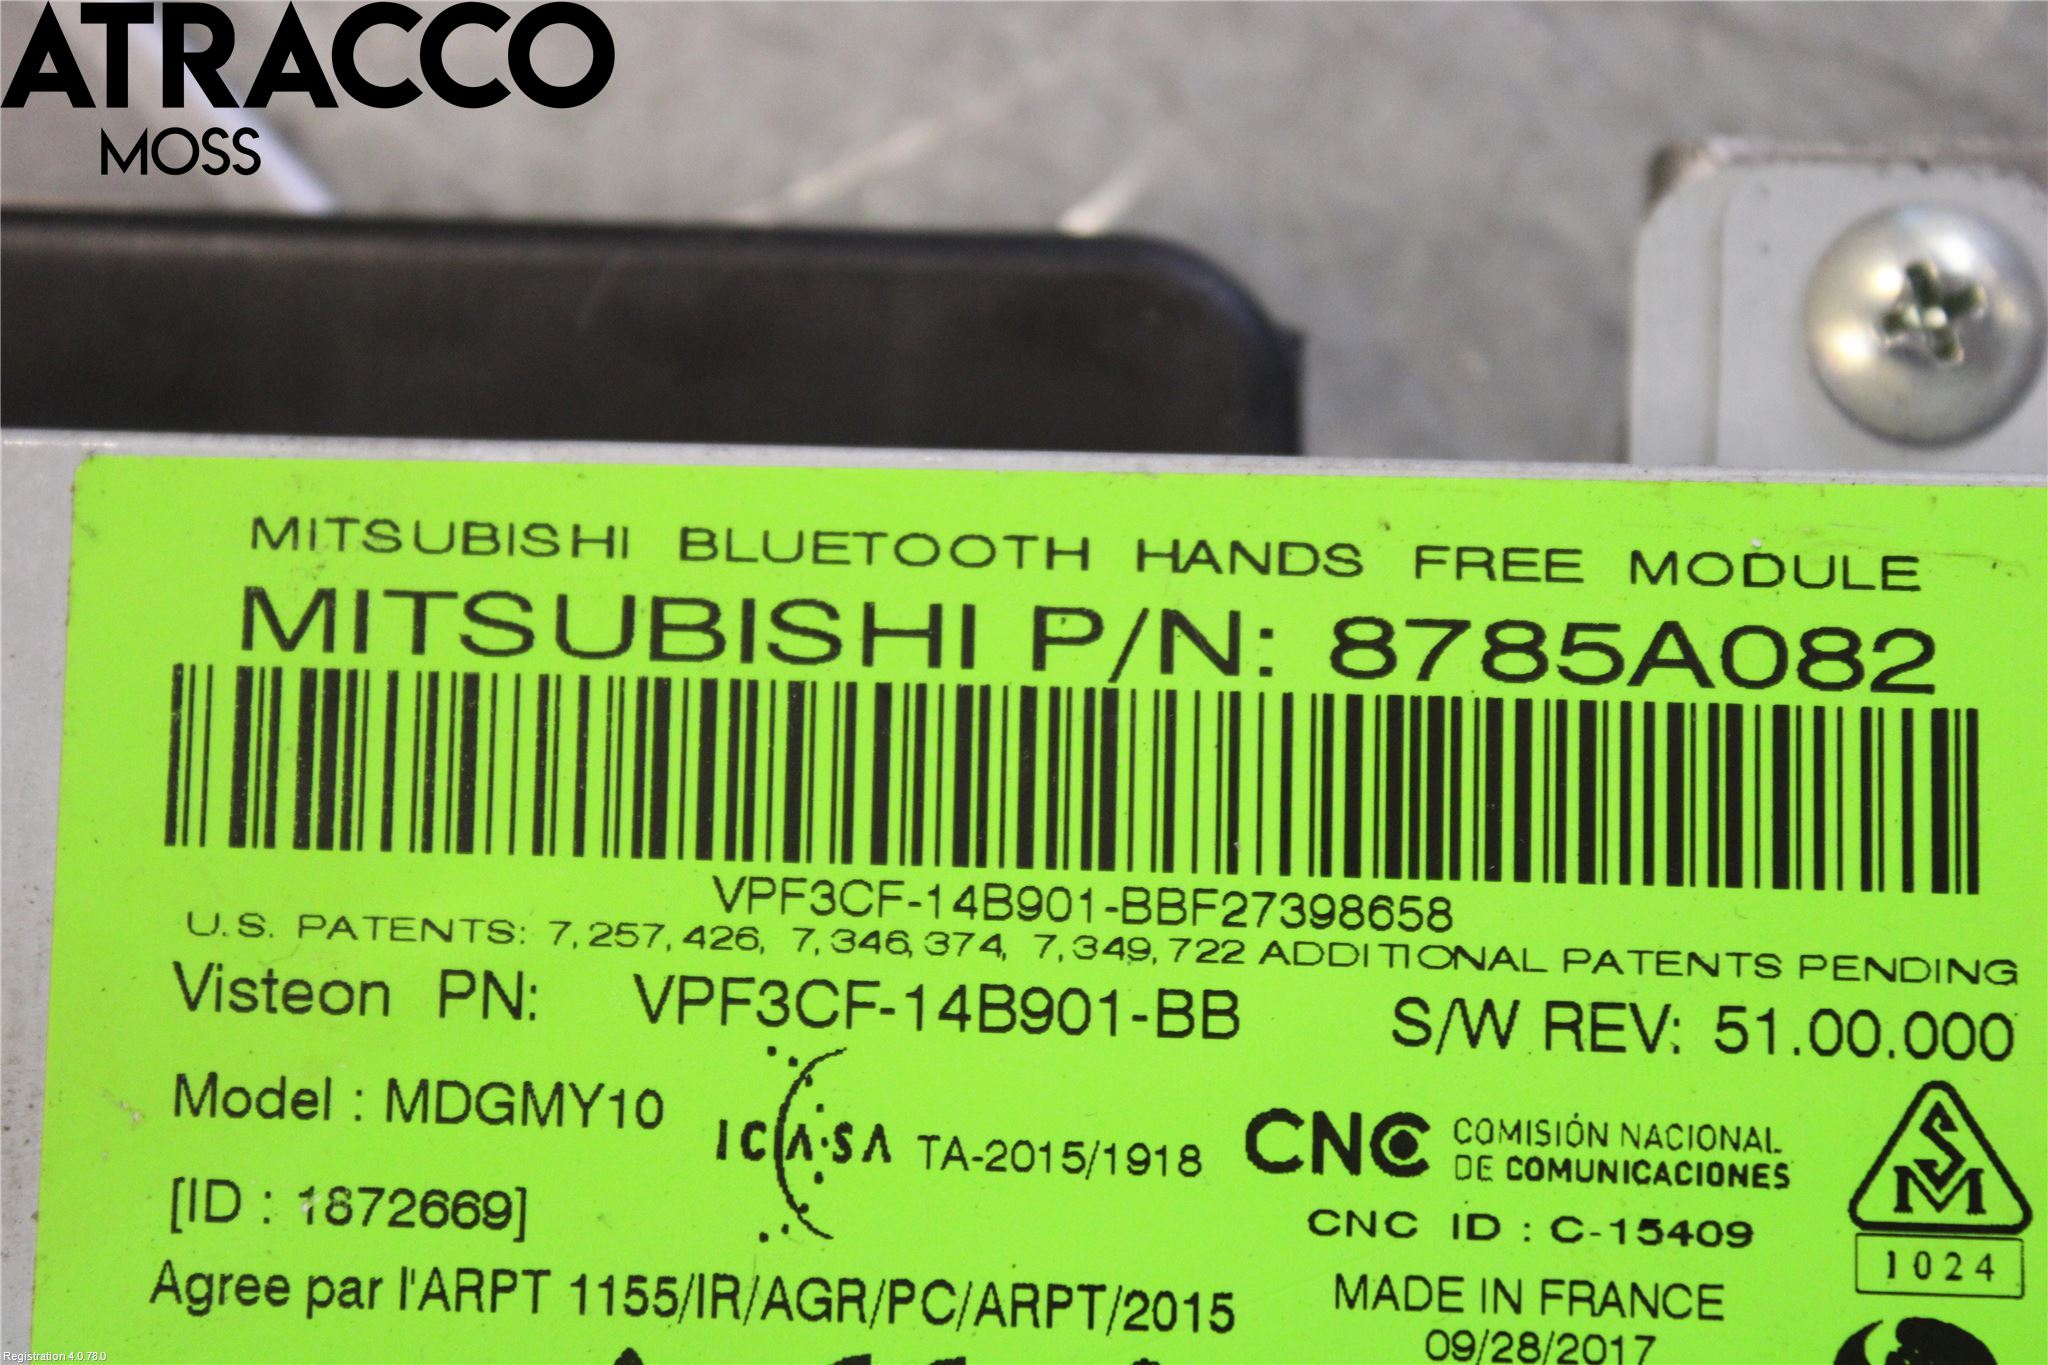 ATRACCO
MOSS
MITSUBISHI BLUETOOTH HANDS FREE MODULE
MITSUBISHI P/N: 8785A082
VPF3CF-14B901-BBF27398658
U.S. PATENTS: 7,257,426, 7,346,374, 7,349,722 ADDITIONAL PATENTS PENDING
Visteon PN: VPF3CF-14B901-BB S/W REV: 51.00.000
Model : MDGMY10
ICASA TA-2015/1918
CNC COMISIÓN NACIONAL
DE COMUNICACIONES
SM
[ID : 1872669]
CNC ID : C-15409
1024
Agree par l'ARPT 1155/IR/AGR/PC/ARPT/2015
MADE IN FRANCE
09/28/2017
Registration 4.0.78.0